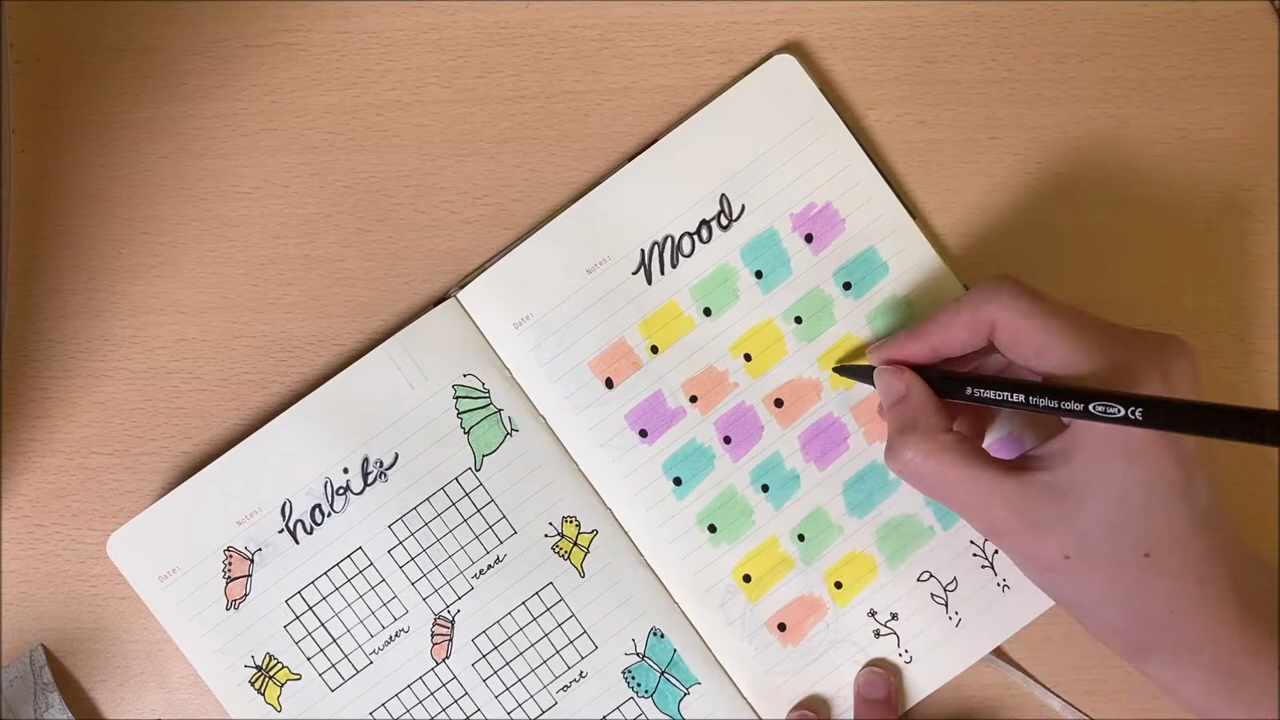 habits
Notes:
Date:
water
read
art
mood
Notes:
Date:
STAEDTLER triplus color DRY SAFE CE